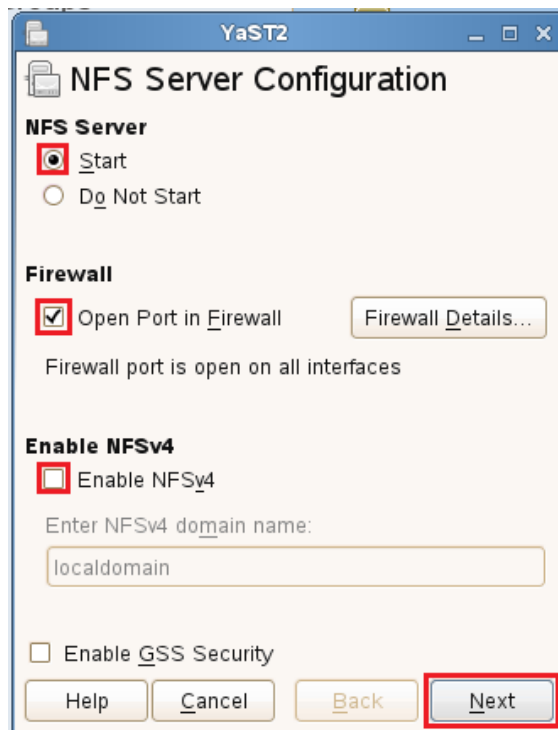 YaST2
NFS Server Configuration
NFS Server
Start
Do Not Start
Firewall
Open Port in Firewall Firewall Details...
Firewall port is open on all interfaces
Enable NFSv4
Enable NFSv4
Enter NFSv4 domain name:
localdomain
Enable GSS Security
Help Cancel Back Next